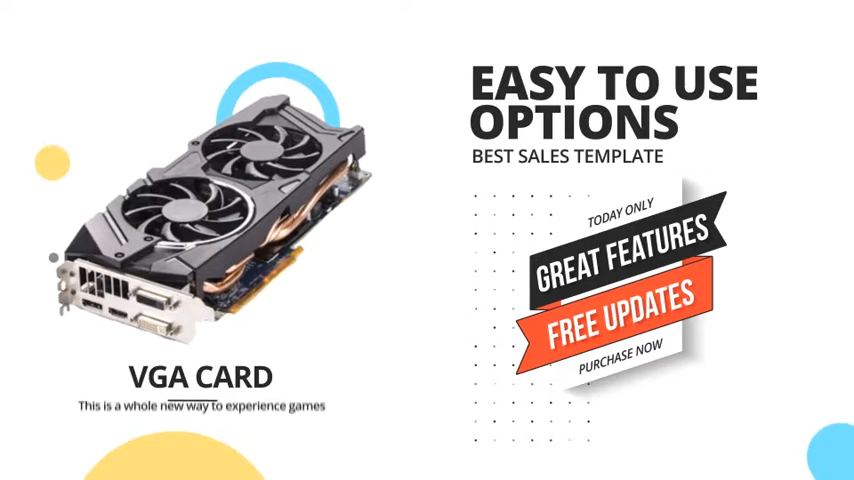 VGA CARD
This is a whole new way to experience games
EASY TO USE
OPTIONS
BEST SALES TEMPLATE
TODAY ONLY
GREAT FEATURES
FREE UPDATES
PURCHASE NOW